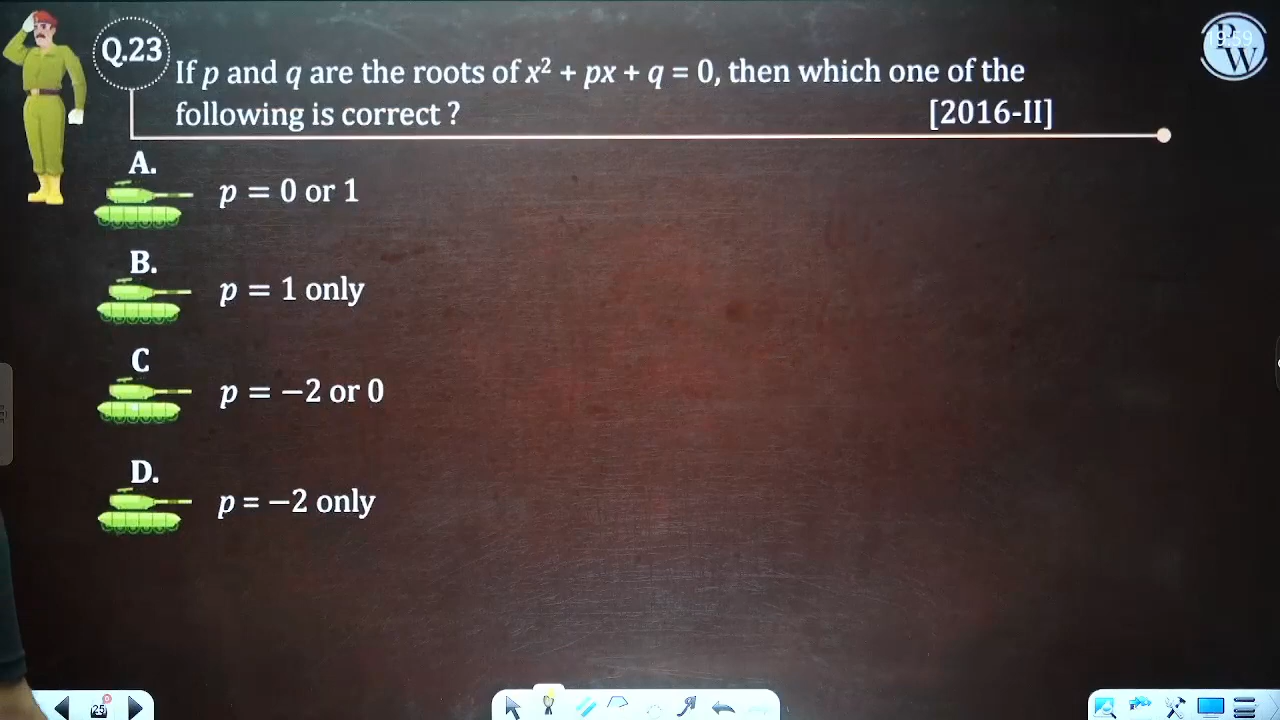 Q.23
If p and q are the roots of x² + px + q = 0, then which one of the
following is correct ? [2016-II]
A.
p = 0 or 1
B.
p = 1 only
C
p = −2 or 0
D.
p = −2 only
25